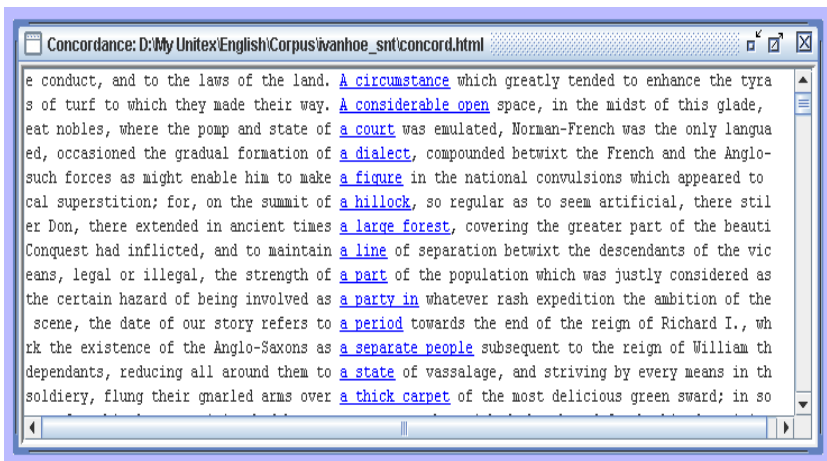 Concordance: D:\My Unitex\English\Corpus\ivanhoe_snt\concord.html
e conduct, and to the laws of the land. A circumstance which greatly tended to enhance the tyra
s of turf to which they made their way. A considerable open space, in the midst of this glade,
eat nobles, where the pomp and state of a court was emulated, Norman-French was the only langua
ed, occasioned the gradual formation of a dialect, compounded betwixt the French and the Anglo-
such forces as might enable him to make a figure in the national convulsions which appeared to
cal superstition; for, on the summit of a hillock, so regular as to seem artificial, there stil
er Don, there extended in ancient times a large forest, covering the greater part of the beauti
Conquest had inflicted, and to maintain a line of separation betwixt the descendants of the vic
eans, legal or illegal, the strength of a part of the population which was justly considered as
the certain hazard of being involved as a party in whatever rash expedition the ambition of the
scene, the date of our story refers to a period towards the end of the reign of Richard I., wh
rk the existence of the Anglo-Saxons as a separate people subsequent to the reign of William th
dependants, reducing all around them to a state of vassalage, and striving by every means in th
soldiery, flung their gnarled arms over a thick carpet of the most delicious green sward; in so